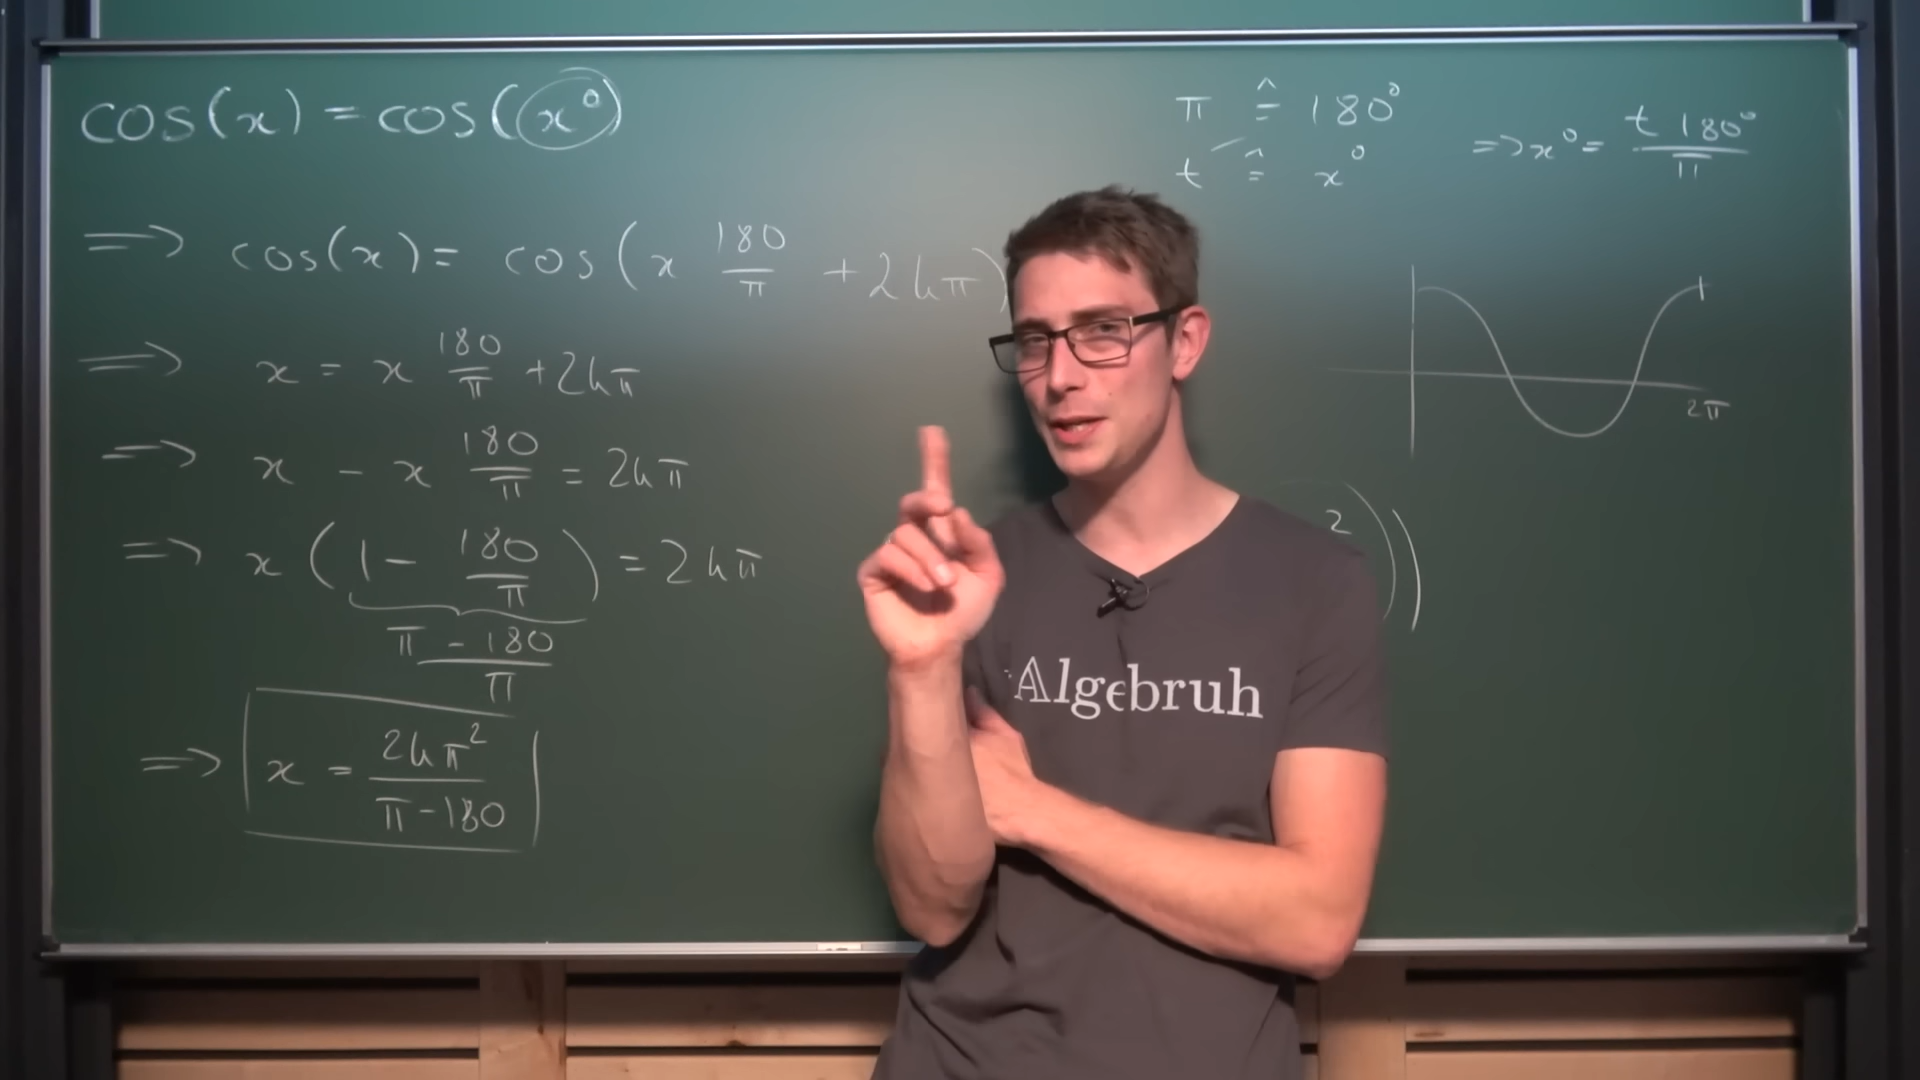 cos(x) = cos(x°)
⇒ cos(x) = cos(x 180/π + 2kπ)
⇒ x = x 180/π + 2kπ
⇒ x - x 180/π = 2kπ
⇒ x(1 - 180/π) = 2kπ
π - 180/π
⇒ x = 2kπ²/π - 180
π ≙ 180°
t ≙ x°
⇒ x° = t 180°/π
2π
2))
Algebruh